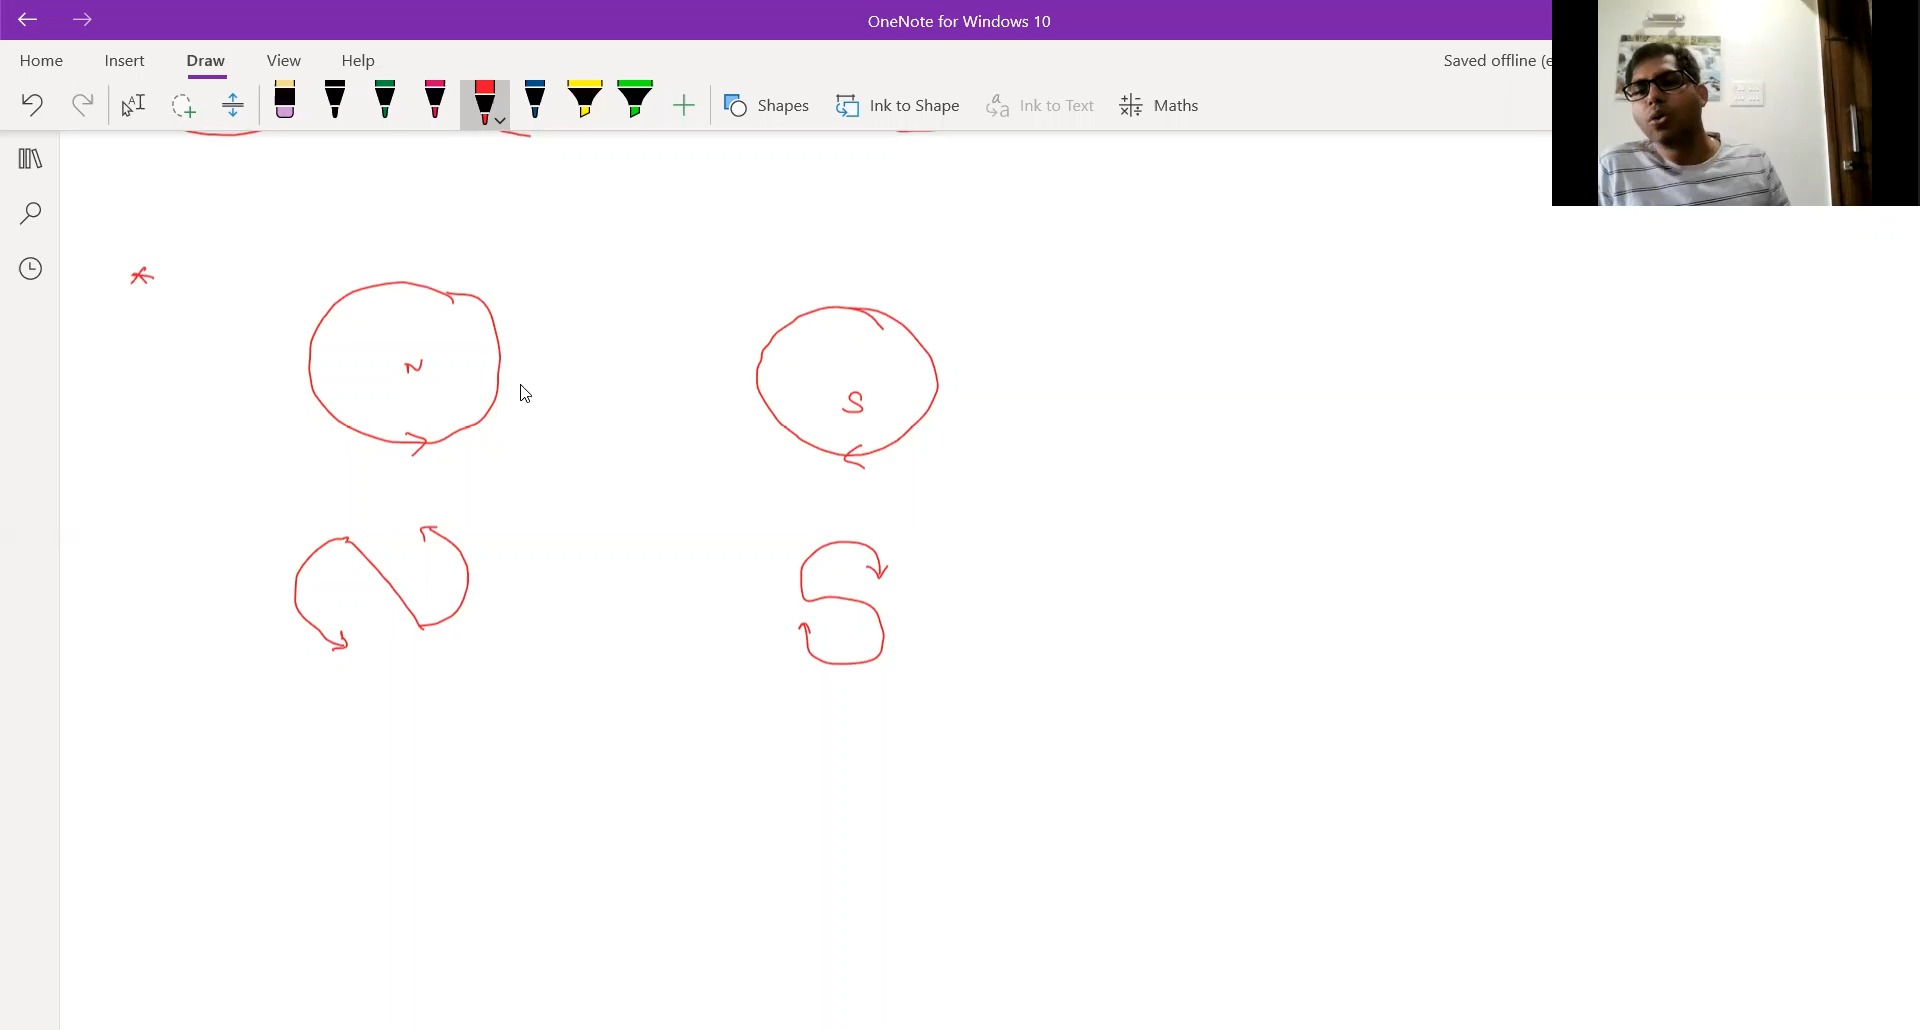 OneNote for Windows 10
Home Insert Draw View Help Saved offline (e
AI Shapes Ink to Shape Ink to Text Maths
N
S
N
S